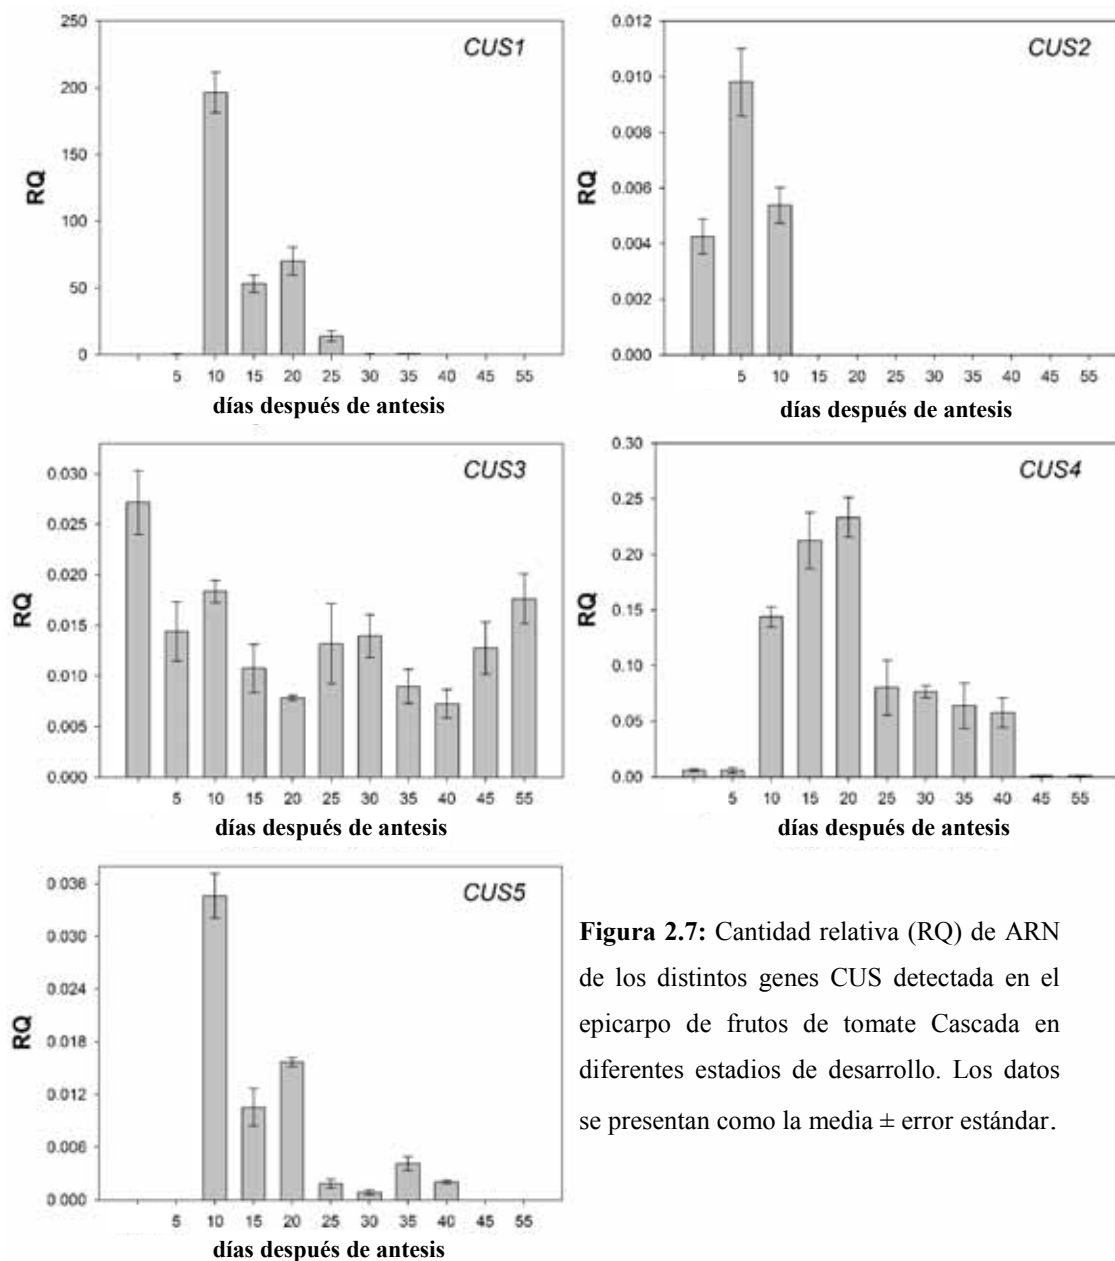 CUS1
250
200
150
100
50
0
RQ
5 10 15 20 25 30 35 40 45 55
días después de antesis
CUS2
0.012
0.010
0.008
0.006
0.004
0.002
0.000
RQ
5 10 15 20 25 30 35 40 45 55
días después de antesis
CUS3
0.030
0.025
0.020
0.015
0.010
0.005
0.000
RQ
5 10 15 20 25 30 35 40 45 55
días después de antesis
CUS4
0.30
0.25
0.20
0.15
0.10
0.05
0.00
RQ
5 10 15 20 25 30 35 40 45 55
días después de antesis
CUS5
0.036
0.030
0.024
0.018
0.012
0.006
0.000
RQ
5 10 15 20 25 30 35 40 45 55
días después de antesis
Figura 2.7: Cantidad relativa (RQ) de ARN
de los distintos genes CUS detectada en el
epicarpo de frutos de tomate Cascada en
diferentes estadios de desarrollo. Los datos
se presentan como la media ± error estándar.